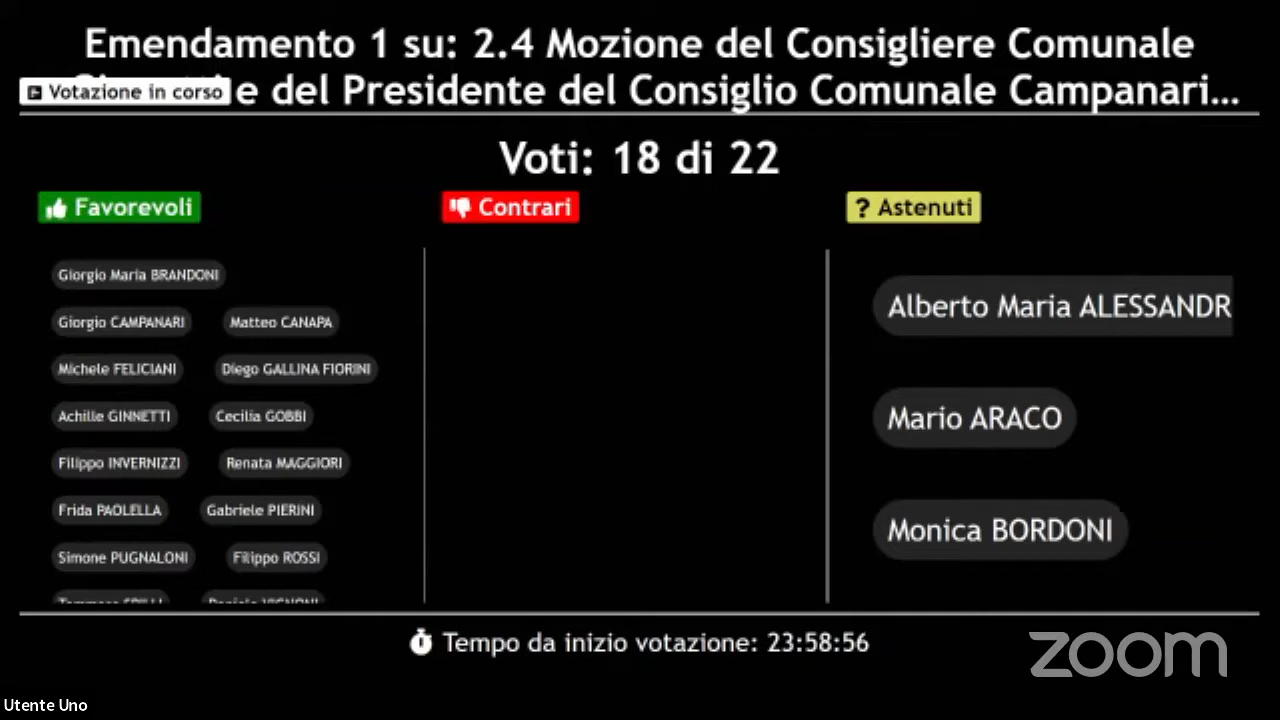 Emendamento 1 su: 2.4 Mozione del Consigliere Comunale
e del Presidente del Consiglio Comunale Campanari...
Votazione in corso
Voti: 18 di 22
Favorevoli
Giorgio Maria BRANDONI
Giorgio CAMPANARI Matteo CANAPA
Michele FELICIANI Diego GALLINA FIORINI
Achille GINNETTI Cecilia GOBBI
Filippo INVERNIZZI Renata MAGGIORI
Frida PAOLELLA Gabriele PIERINI
Simone PUGNALONI Filippo ROSSI
Contrari
? Astenuti
Alberto Maria ALESSANDR
Mario ARACO
Monica BORDONI
Tempo da inizio votazione: 23:58:56
zoom
Utente Uno